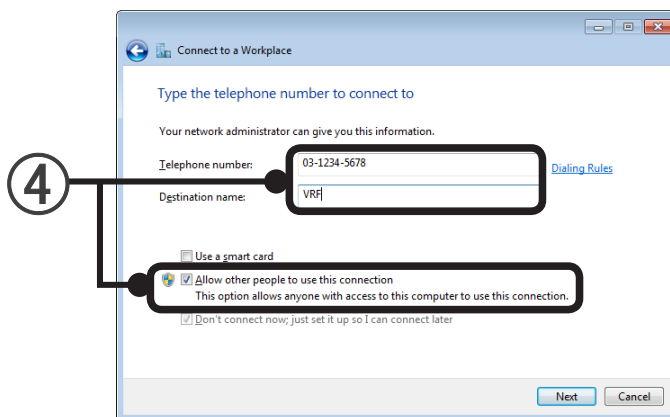 Connect to a Workplace
Type the telephone number to connect to
Your network administrator can give you this information.
Telephone number:
03-1234-5678
Dialing Rules
Destination name:
VRF
④
Use a smart card
Allow other people to use this connection
This option allows anyone with access to this computer to use this connection.
Don't connect now; just set it up so I can connect later
Next
Cancel